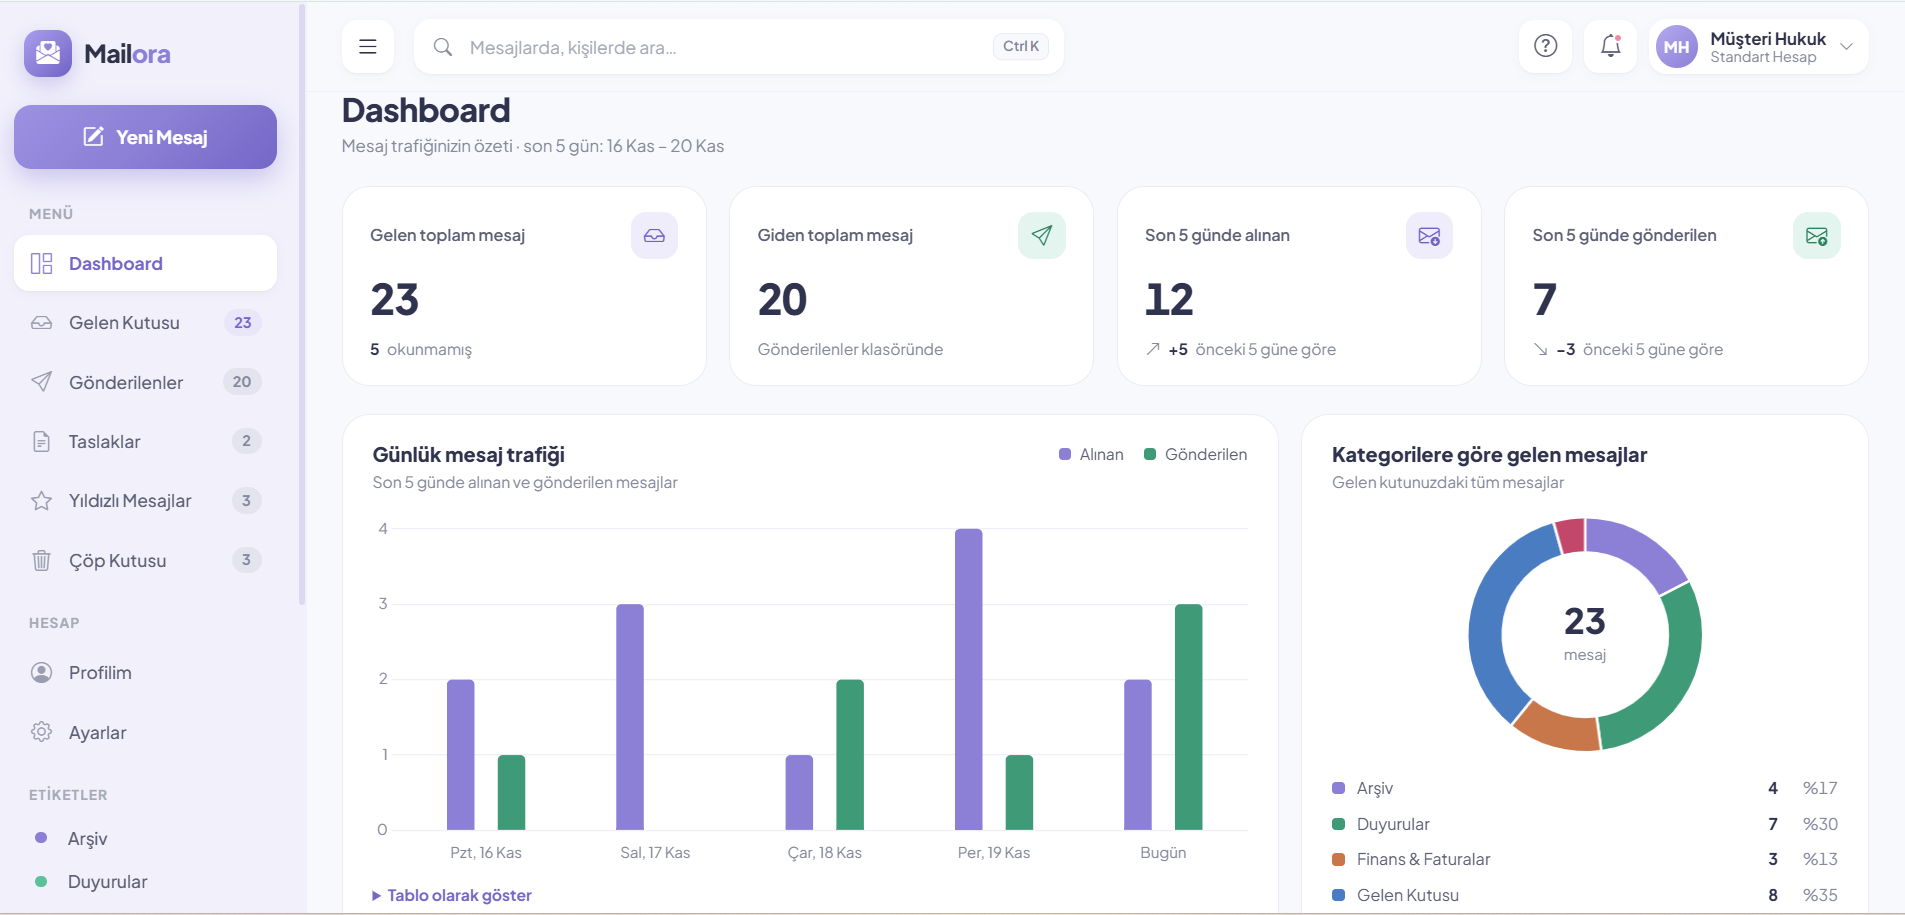 Mailora
Mesajlarda, kişilerde ara...
Ctrl K
MH
Müşteri Hukuk
Standart Hesap
Yeni Mesaj
MENÜ
Dashboard
Gelen Kutusu 23
Gönderilenler 20
Taslaklar 2
Yıldızlı Mesajlar 3
Çöp Kutusu 3
HESAP
Profilim
Ayarlar
ETİKETLER
Arşiv
Duyurular
Dashboard
Mesaj trafiğinizin özeti · son 5 gün: 16 Kas – 20 Kas
Gelen toplam mesaj
23
5 okunmamış
Giden toplam mesaj
20
Gönderilenler klasöründe
Son 5 günde alınan
12
+5 önceki 5 güne göre
Son 5 günde gönderilen
7
-3 önceki 5 güne göre
Günlük mesaj trafiği
Son 5 günde alınan ve gönderilen mesajlar
Alınan
Gönderilen
4
3
2
1
0
Pzt, 16 Kas
Sal, 17 Kas
Çar, 18 Kas
Per, 19 Kas
Bugün
Tablo olarak göster
Kategorilere göre gelen mesajlar
Gelen kutunuzdaki tüm mesajlar
23
mesaj
Arşiv 4 %17
Duyurular 7 %30
Finans & Faturalar 3 %13
Gelen Kutusu 8 %35